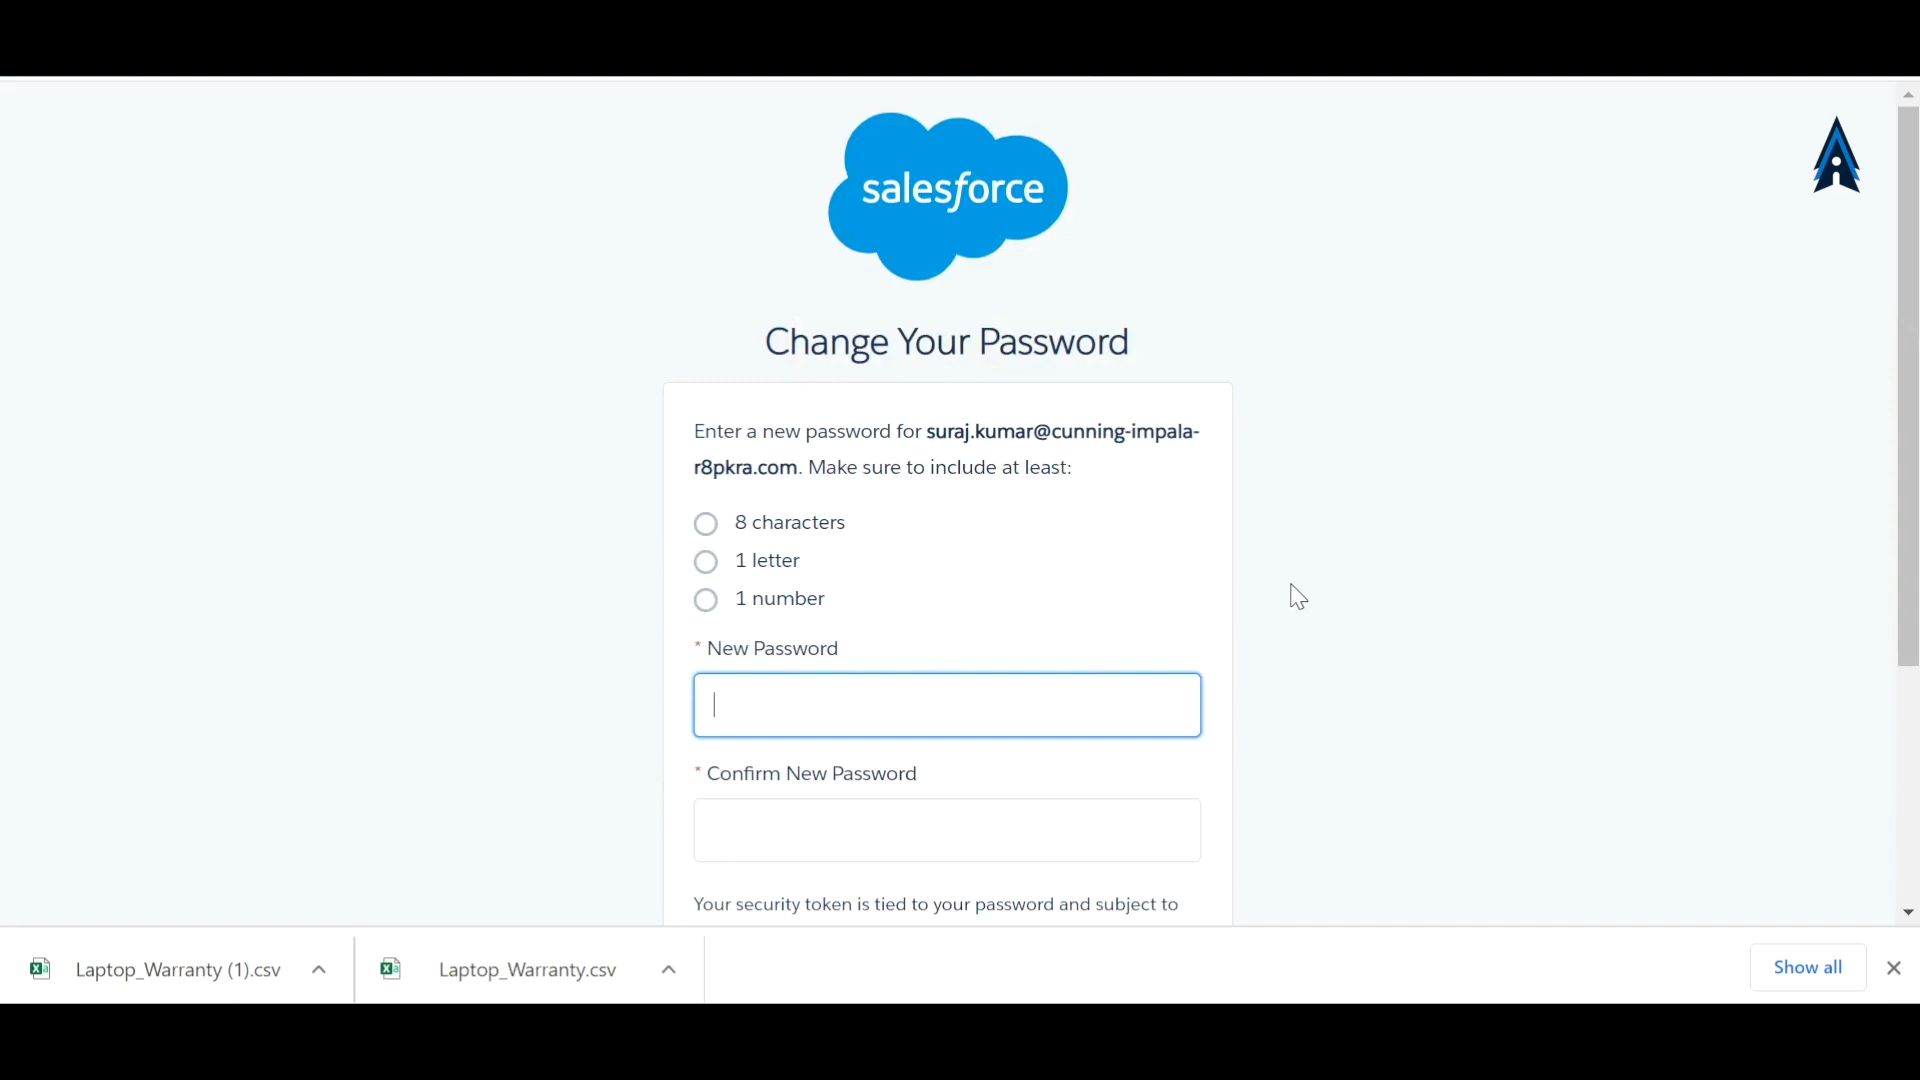 salesforce
Change Your Password
Enter a new password for suraj.kumar@cunning-impala-
r8pkra.com. Make sure to include at least:
8 characters
1 letter
1 number
* New Password
* Confirm New Password
Your security token is tied to your password and subject to
Laptop_Warranty (1).csv
Laptop_Warranty.csv
Show all